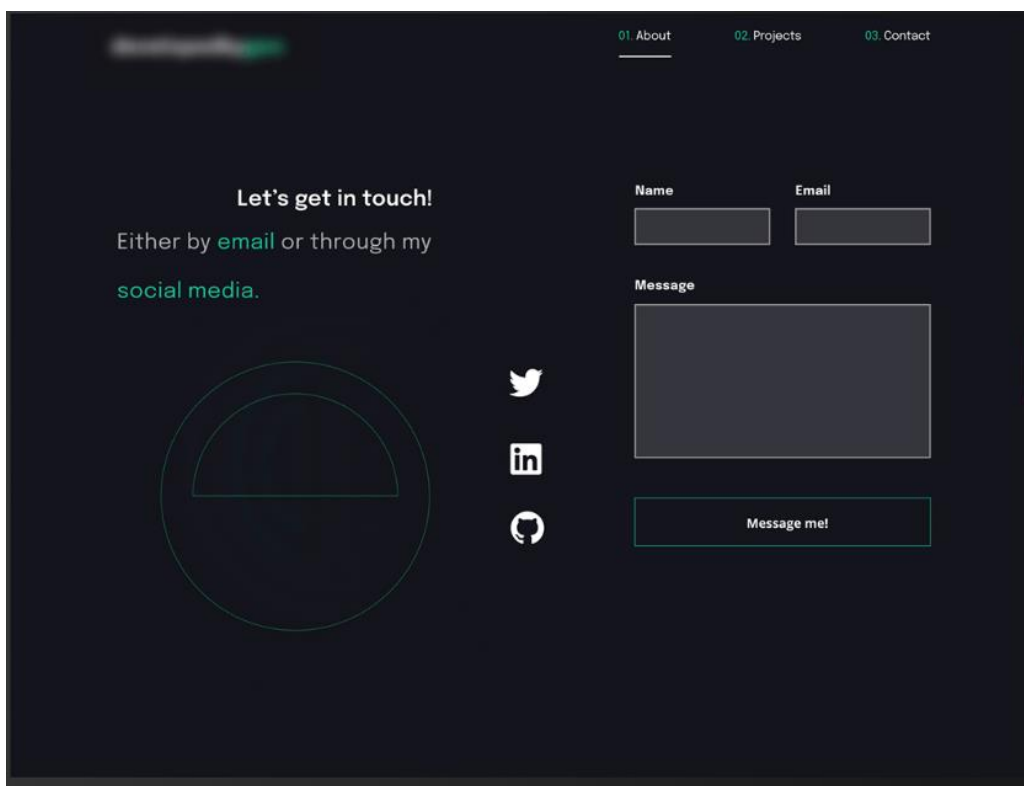 01. About
02. Projects
03. Contact
Let's get in touch!
Either by email or through my
social media.
Name
Email
Message
in
Message me!